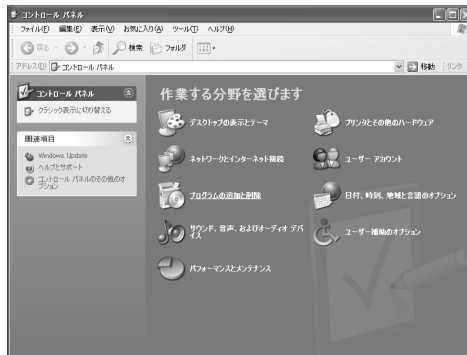 コントロール パネル
ファイル(F) 編集(E) 表示(V) お気に入り(A) ツール(T) ヘルプ(H)
戻る 検索 フォルダ
アドレス(D) コントロール パネル 移動 リンク
コントロール パネル
クラシック表示に切り替える
関連項目
Windows Update
ヘルプとサポート
コントロール パネルのその他のオプション
作業する分野を選びます
デスクトップの表示とテーマ
プリンタとその他のハードウェア
ネットワークとインターネット接続
ユーザー アカウント
プログラムの追加と削除
日付、時刻、地域と言語のオプション
サウンド、音声、およびオーディオ デバイス
ユーザー補助のオプション
パフォーマンスとメンテナンス